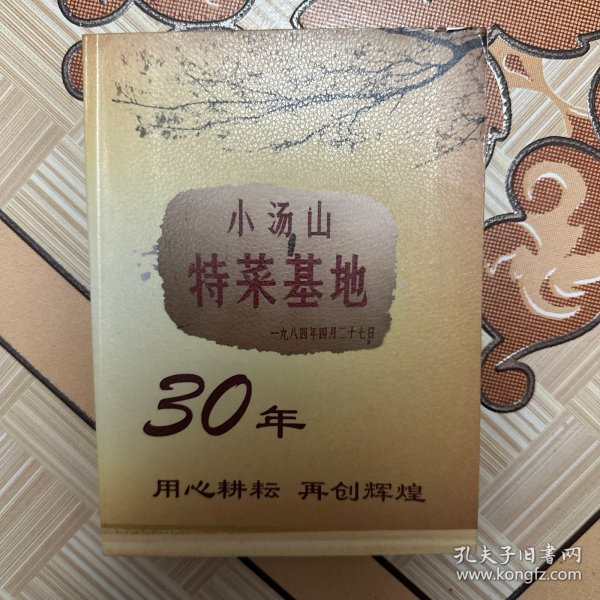 小汤山
特菜基地
一九八四年四月二十七日
30年
用心耕耘 再创辉煌
孔夫子旧书网
www.kongfz.com